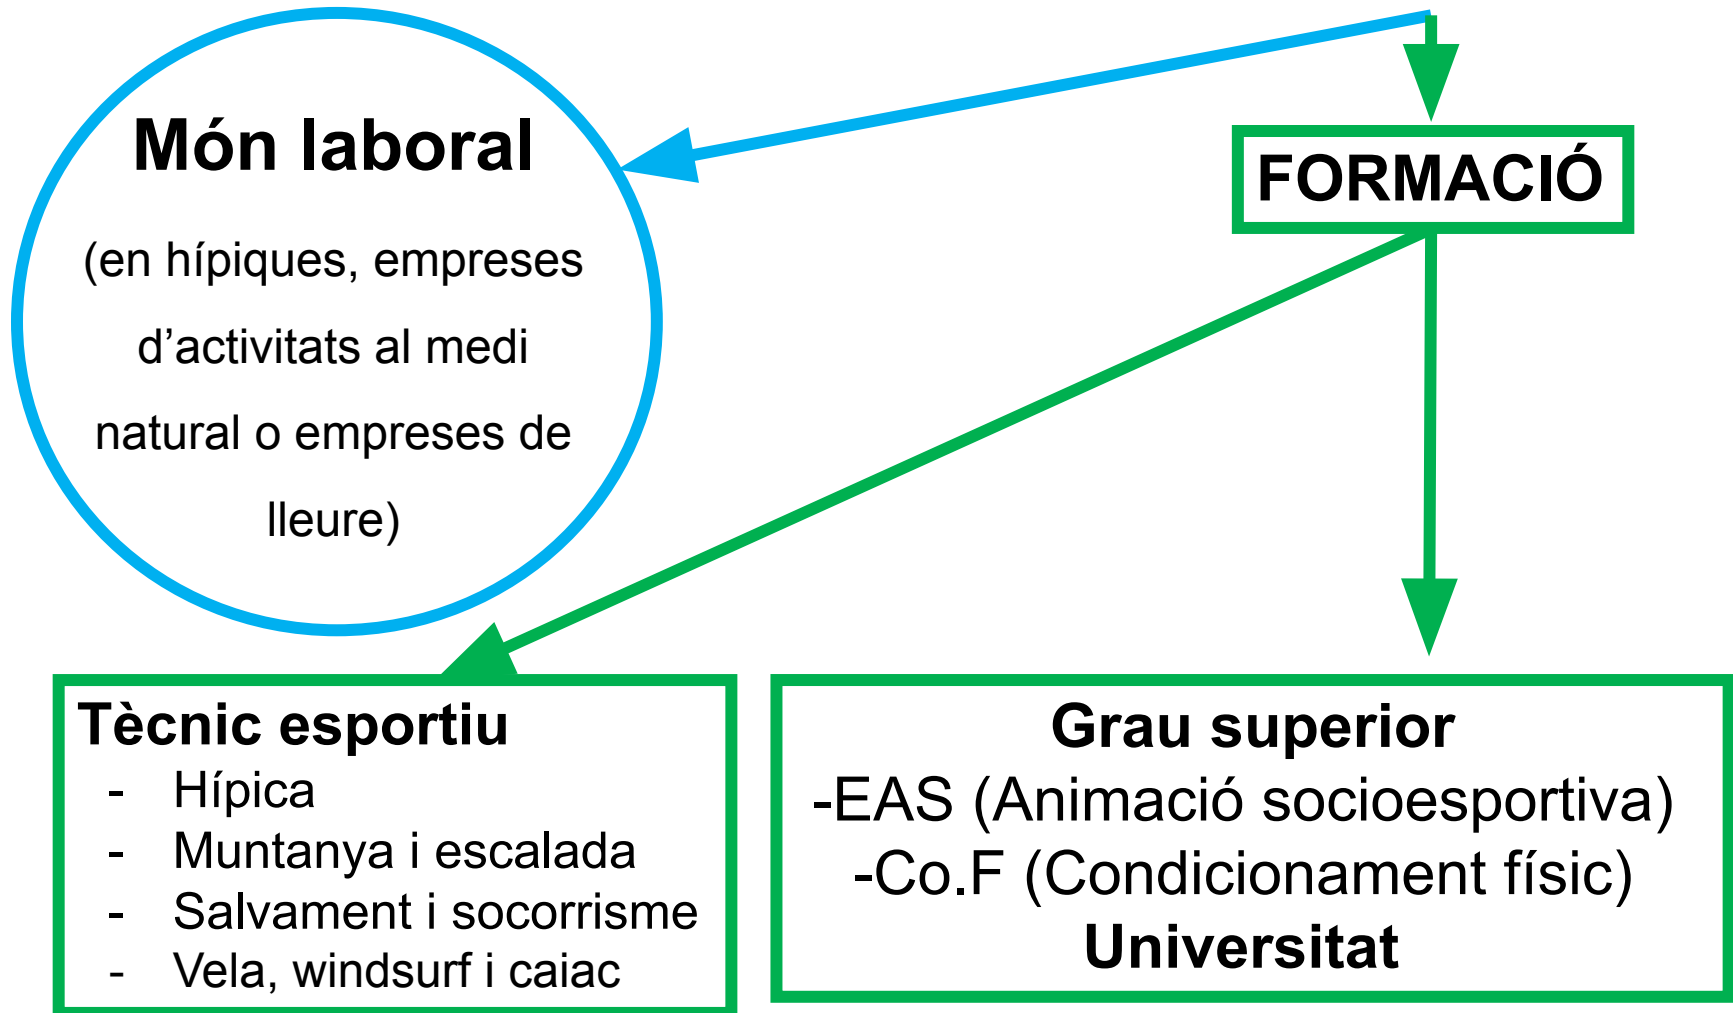 Món laboral
(en hípiques, empreses
d’activitats al medi
natural o empreses de
lleure)
FORMACIÓ
Tècnic esportiu
- Hípica
- Muntanya i escalada
- Salvament i socorrisme
- Vela, windsurf i caiac
Grau superior
-EAS (Animació socioesportiva)
-Co.F (Condicionament físic)
Universitat